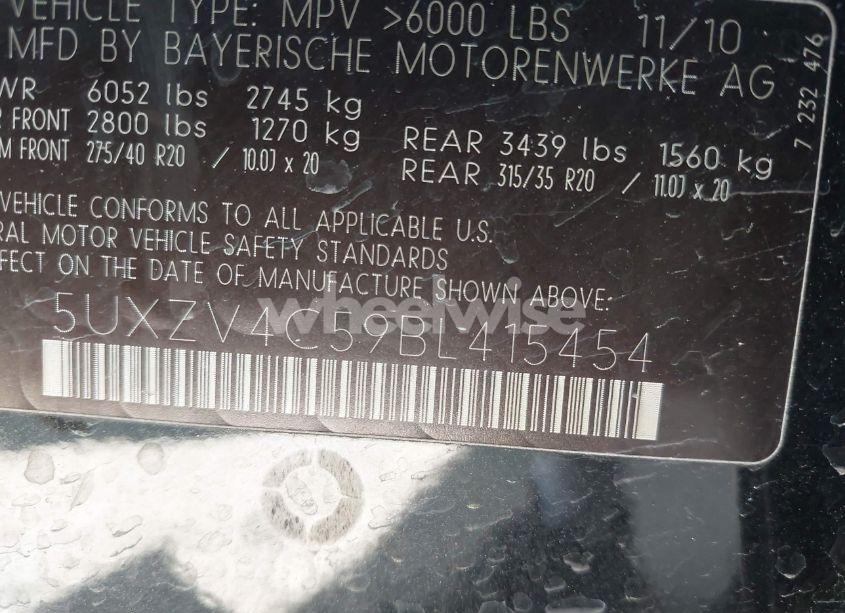 VEHICLE TYPE: MPV >6000 LBS 11/10
MFD BY BAYERISCHE MOTORENWERKE AG
7 232 476
WR 6052 lbs 2745 kg
R FRONT 2800 lbs 1270 kg REAR 3439 lbs 1560 kg
M FRONT 275/40 R20 / 10.0J x 20 REAR 315/35 R20 / 11.0J x 20
VEHICLE CONFORMS TO ALL APPLICABLE U.S.
RAL MOTOR VEHICLE SAFETY STANDARDS
FFECT ON THE DATE OF MANUFACTURE SHOWN ABOVE:
5UXZV4C59BL415454
wheelwise